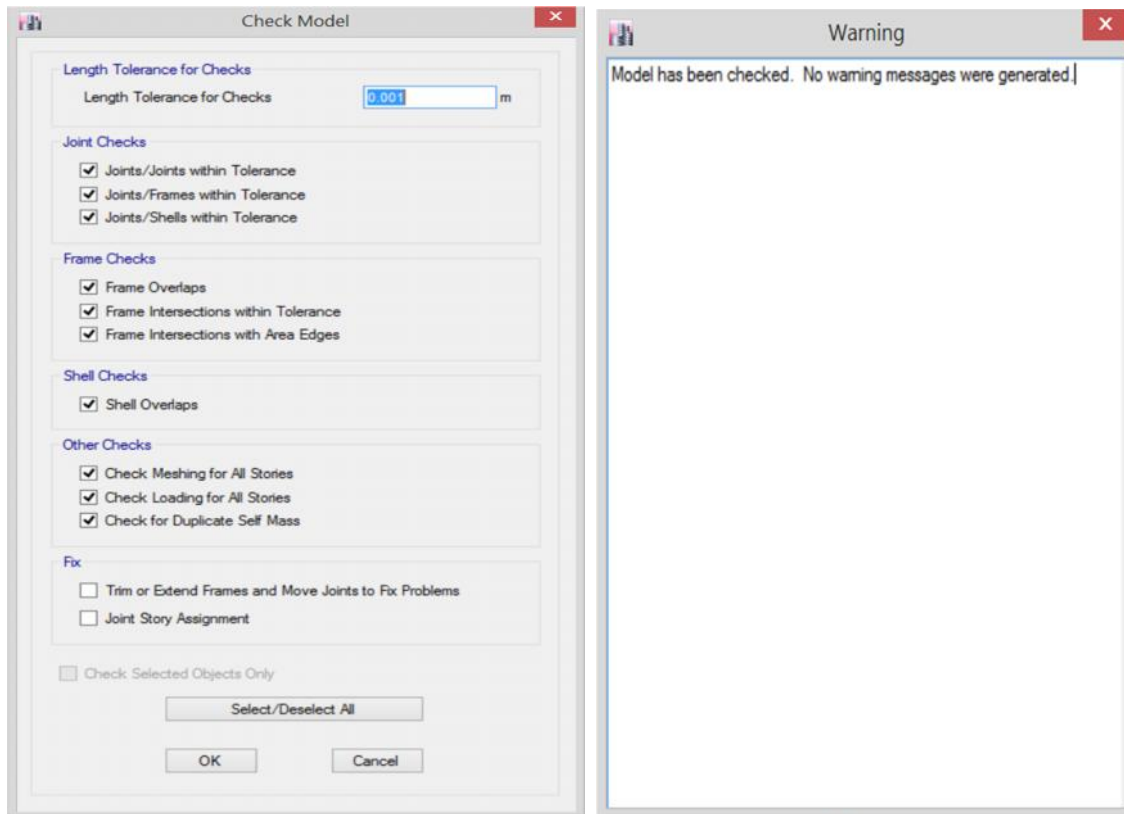 Check Model
Length Tolerance for Checks
Length Tolerance for Checks 0.001 m
Joint Checks
Joints/Joints within Tolerance
Joints/Frames within Tolerance
Joints/Shells within Tolerance
Frame Checks
Frame Overlaps
Frame Intersections within Tolerance
Frame Intersections with Area Edges
Shell Checks
Shell Overlaps
Other Checks
Check Meshing for All Stories
Check Loading for All Stories
Check for Duplicate Self Mass
Fix
Trim or Extend Frames and Move Joints to Fix Problems
Joint Story Assignment
Check Selected Objects Only
Select/Deselect All
OK Cancel
Warning
Model has been checked. No warning messages were generated.